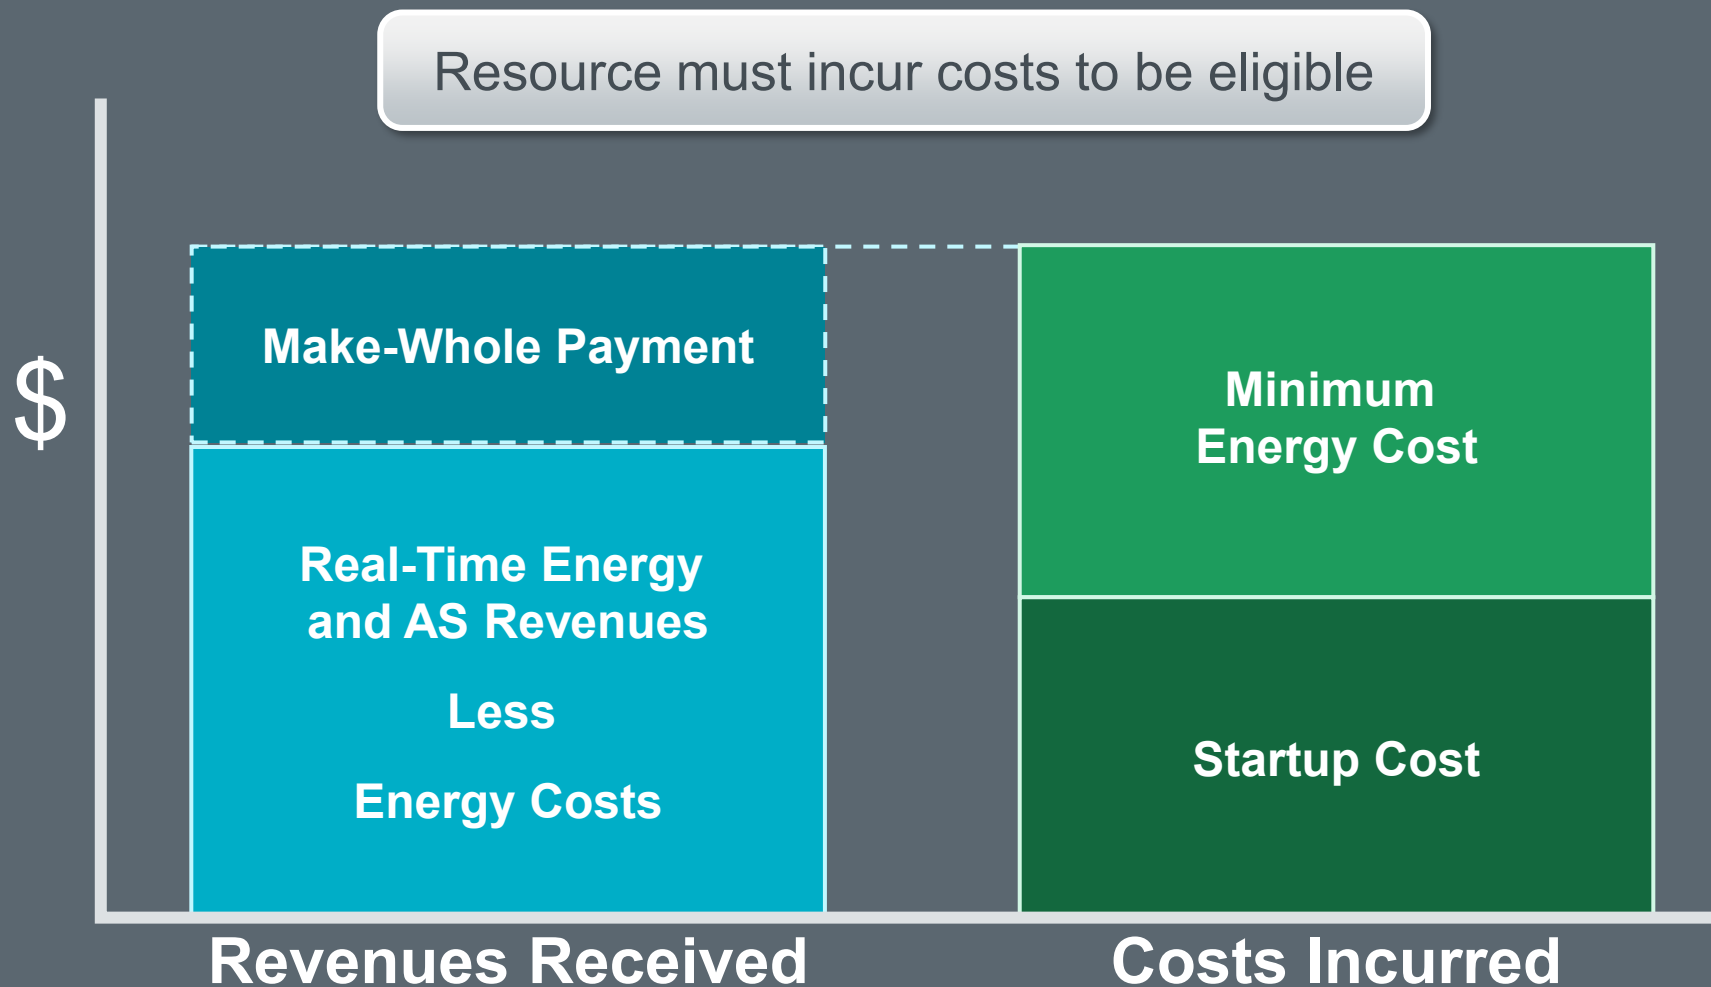 Resource must incur costs to be eligible
$
Make-Whole Payment
Real-Time Energy
and AS Revenues
Less
Energy Costs
Minimum
Energy Cost
Startup Cost
Revenues Received
Costs Incurred